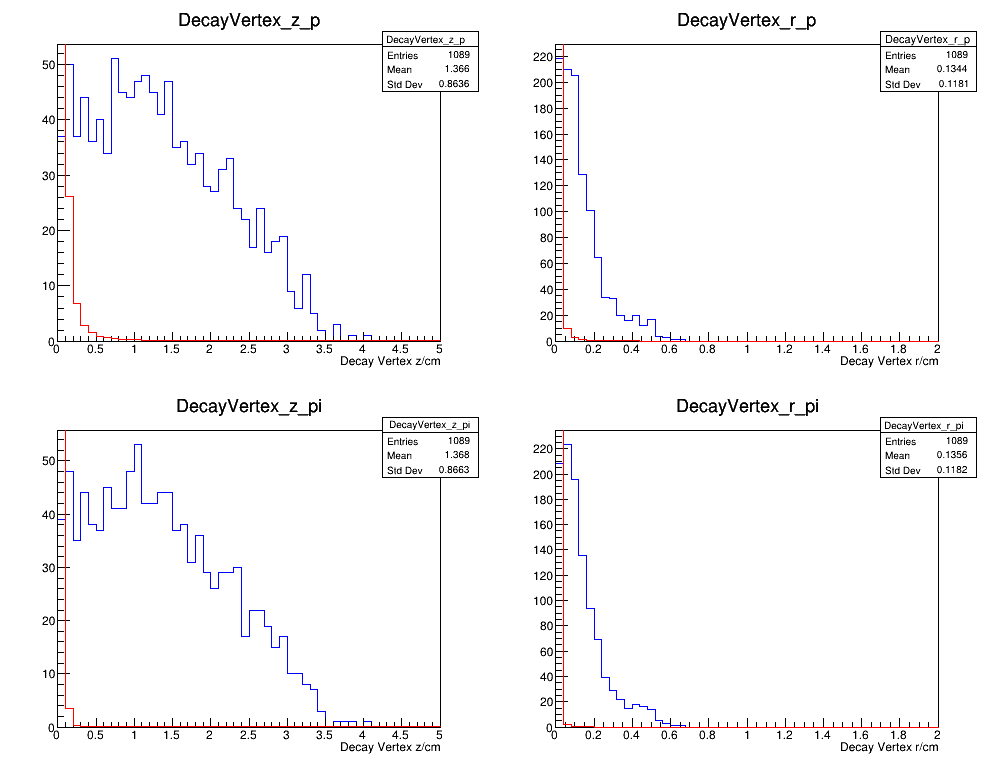 DecayVertex_z_p
DecayVertex_z_p
Entries 1089
Mean 1.366
Std Dev 0.8636
50
40
30
20
10
0
0 0.5 1 1.5 2 2.5 3 3.5 4 4.5 5
Decay Vertex z/cm
DecayVertex_r_p
DecayVertex_r_p
Entries 1089
Mean 0.1344
Std Dev 0.1181
220
200
180
160
140
120
100
80
60
40
20
0
0 0.2 0.4 0.6 0.8 1 1.2 1.4 1.6 1.8 2
Decay Vertex r/cm
DecayVertex_z_pi
DecayVertex_z_pi
Entries 1089
Mean 1.368
Std Dev 0.8663
50
40
30
20
10
0
0 0.5 1 1.5 2 2.5 3 3.5 4 4.5 5
Decay Vertex z/cm
DecayVertex_r_pi
DecayVertex_r_pi
Entries 1089
Mean 0.1356
Std Dev 0.1182
220
200
180
160
140
120
100
80
60
40
20
0
0 0.2 0.4 0.6 0.8 1 1.2 1.4 1.6 1.8 2
Decay Vertex r/cm